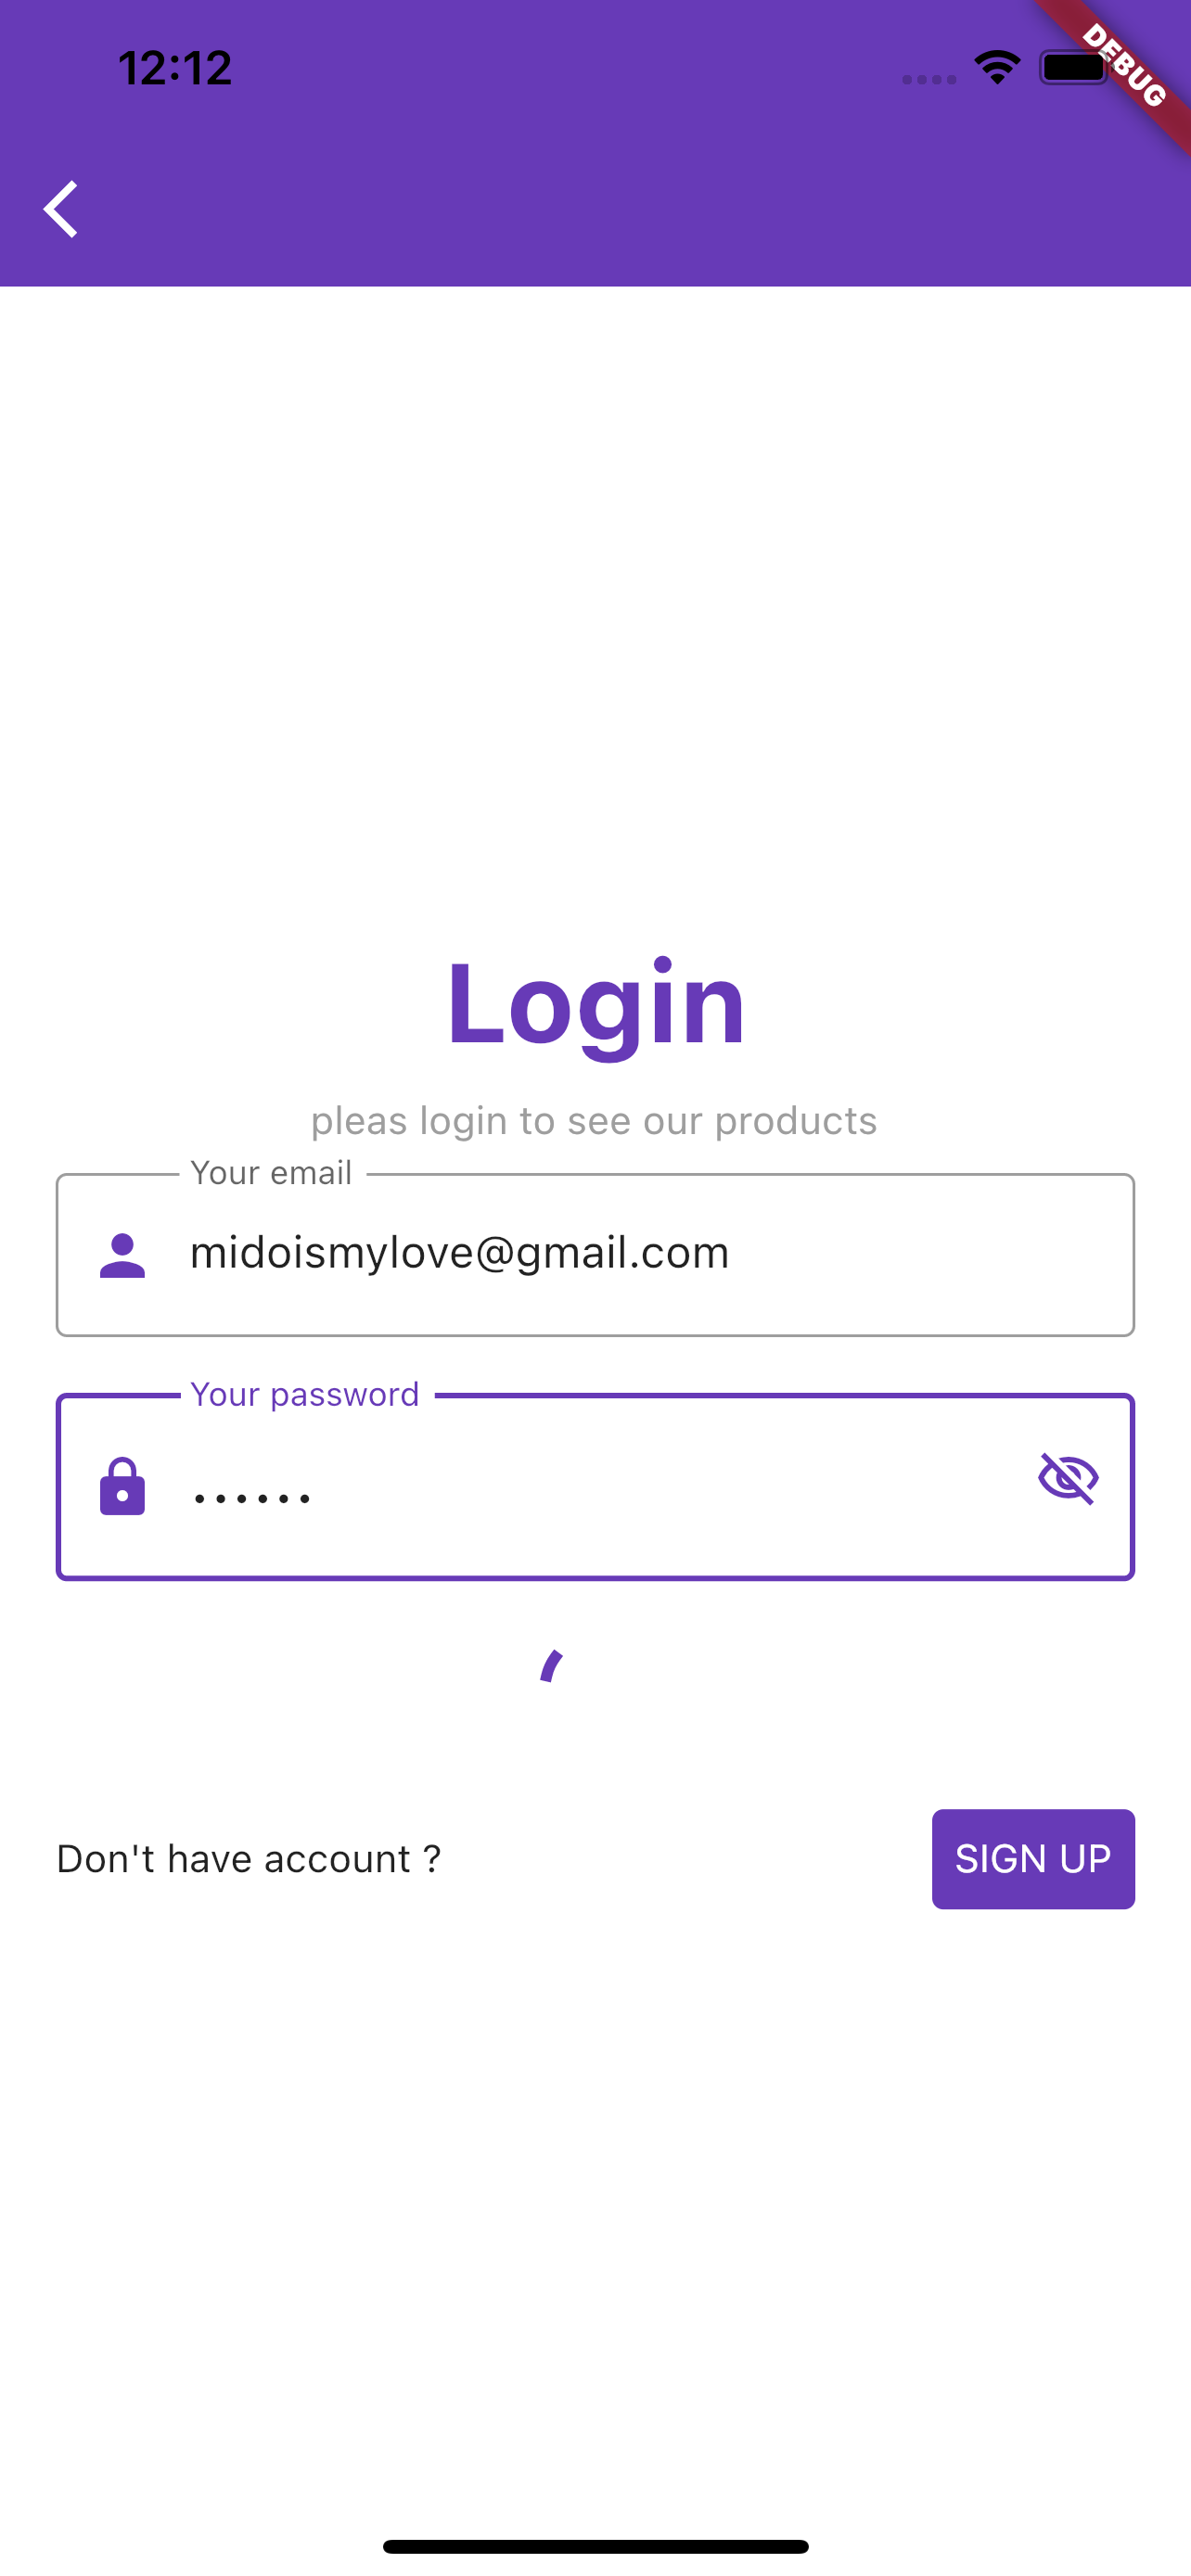 12:12
DEBUG
Login
pleas login to see our products
Your email
midoismylove@gmail.com
Your password
••••••
Don't have account ?
SIGN UP